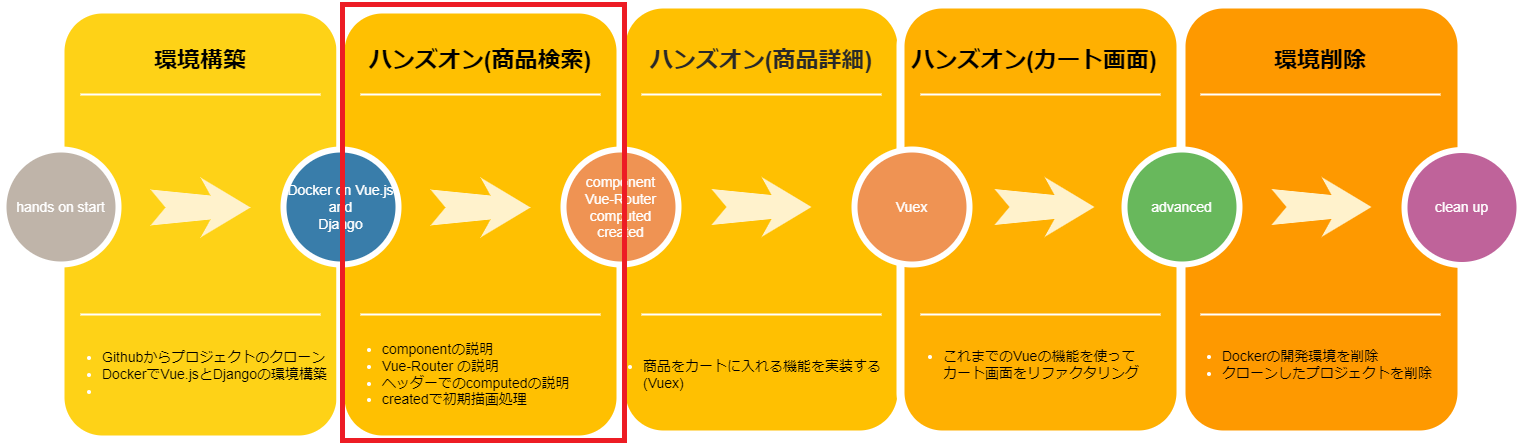 環境構築
ハンズオン(商品検索)
ハンズオン(商品詳細)
ハンズオン(カート画面)
環境削除
hands on start
Docker on Vue.js
and
Django
component
Vue-Router
computed
created
Vuex
advanced
clean up
Githubからプロジェクトのクローン
DockerでVue.jsとDjangoの環境構築
componentの説明
Vue-Router の説明
ヘッダーでのcomputedの説明
createdで初期描画処理
商品をカートに入れる機能を実装する
(Vuex)
これまでのVueの機能を使って
カート画面をリファクタリング
Dockerの開発環境を削除
クローンしたプロジェクトを削除